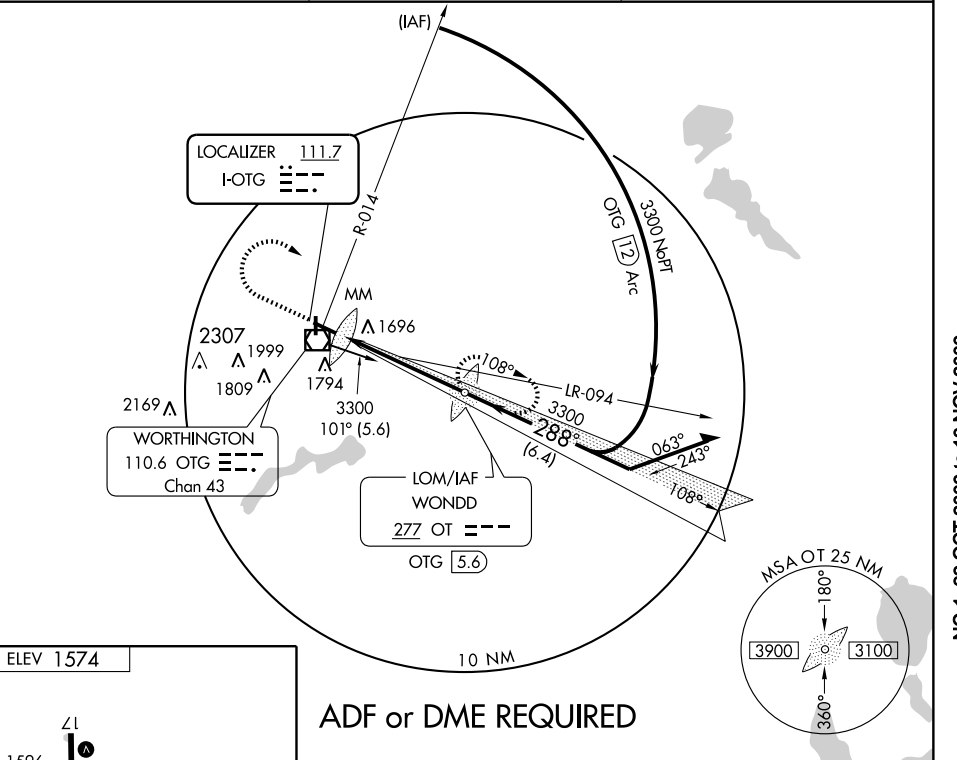 (IAF)
LOCALIZER 111.7
I-OTG
R-014
3300 NoPT
OTG 12 Arc
MM
1696
2307
1999
1809
1794
2169
108°
LR-094
3300
3300
101° (5.6)
288°
(6.4)
063°
243°
108°
WORTHINGTON
110.6 OTG
Chan 43
LOM/IAF
WONDD
277 OT
OTG 5.6
MSA OT 25 NM
180°
3900
3100
360°
10 NM
ELEV 1574
ADF or DME REQUIRED
17